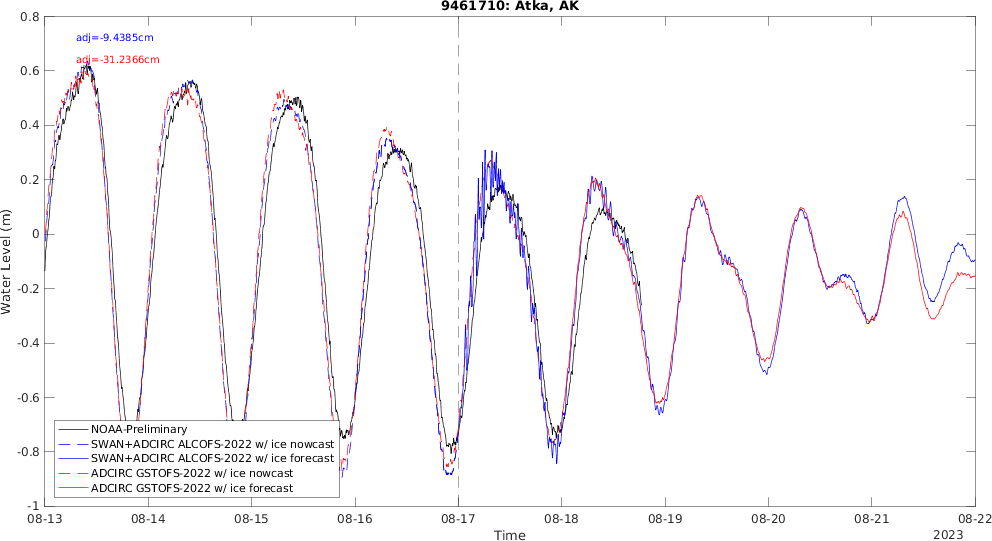 9461710: Atka, AK
adj=-9.4385cm
adj=-31.2366cm
Water Level (m)
0.8
0.6
0.4
0.2
0
-0.2
-0.4
-0.6
-0.8
-1
NOAA-Preliminary
SWAN+ADCIRC ALCOFS-2022 w/ ice nowcast
SWAN+ADCIRC ALCOFS-2022 w/ ice forecast
ADCIRC GSTOFS-2022 w/ ice nowcast
ADCIRC GSTOFS-2022 w/ ice forecast
08-13 08-14 08-15 08-16 08-17 08-18 08-19 08-20 08-21 08-22
Time
2023